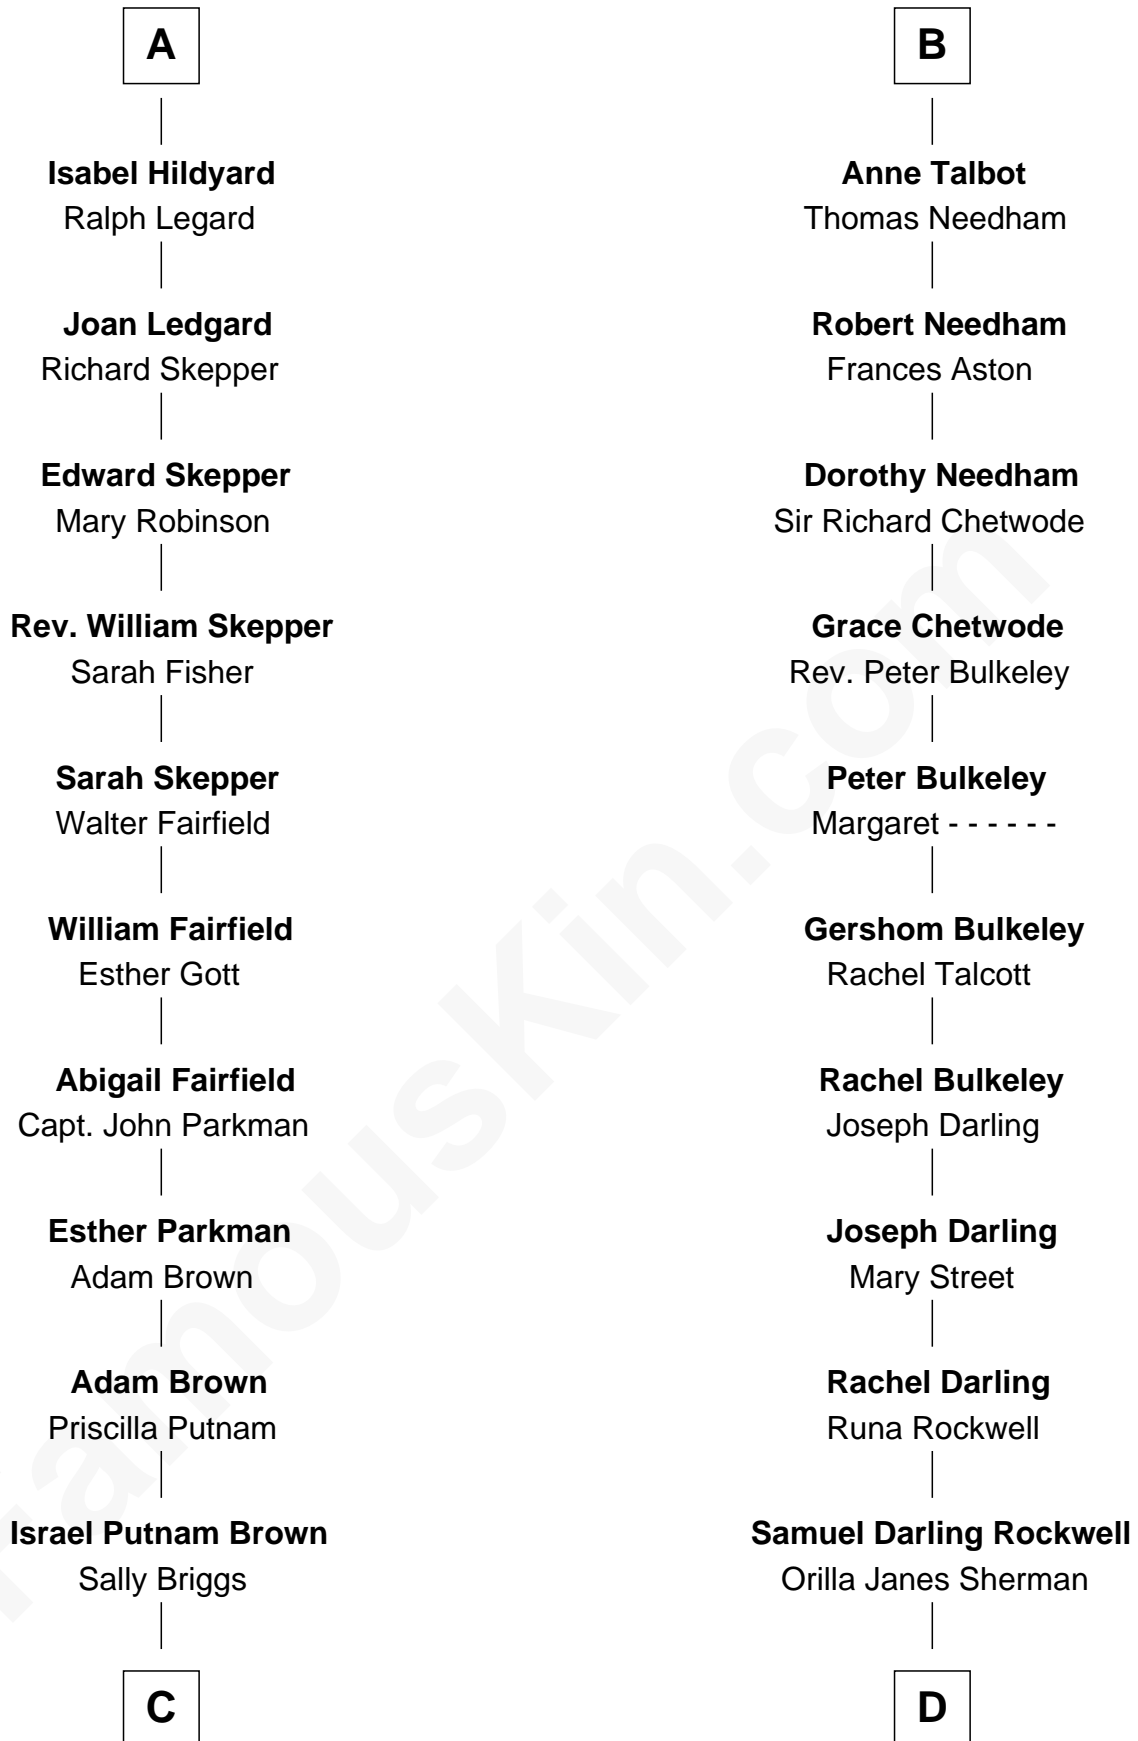 A
Isabel Hildyard
Ralph Legard
Joan Ledgard
Richard Skepper
Edward Skepper
Mary Robinson
Rev. William Skepper
Sarah Fisher
Sarah Skepper
Walter Fairfield
William Fairfield
Esther Gott
Abigail Fairfield
Capt. John Parkman
Esther Parkman
Adam Brown
Adam Brown
Priscilla Putnam
Israel Putnam Brown
Sally Briggs
C
B
Anne Talbot
Thomas Needham
Robert Needham
Frances Aston
Dorothy Needham
Sir Richard Chetwode
Grace Chetwode
Rev. Peter Bulkeley
Peter Bulkeley
Margaret - - - - - -
Gershom Bulkeley
Rachel Talcott
Rachel Bulkeley
Joseph Darling
Joseph Darling
Mary Street
Rachel Darling
Runa Rockwell
Samuel Darling Rockwell
Orilla Janes Sherman
D
FamousKin.com